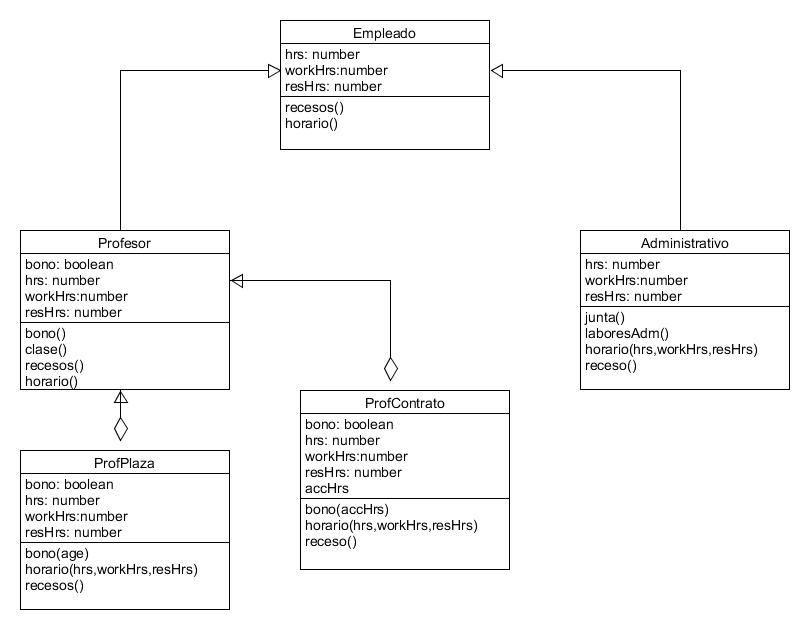 Empleado
hrs: number
workHrs:number
resHrs: number
recesos()
horario()
Profesor
bono: boolean
hrs: number
workHrs:number
resHrs: number
bono()
clase()
recesos()
horario()
Administrativo
hrs: number
workHrs:number
resHrs: number
junta()
laboresAdm()
horario(hrs,workHrs,resHrs)
receso()
ProfContrato
bono: boolean
hrs: number
workHrs:number
resHrs: number
accHrs
bono(accHrs)
horario(hrs,workHrs,resHrs)
receso()
ProfPlaza
bono: boolean
hrs: number
workHrs:number
resHrs: number
bono(age)
horario(hrs,workHrs,resHrs)
recesos()